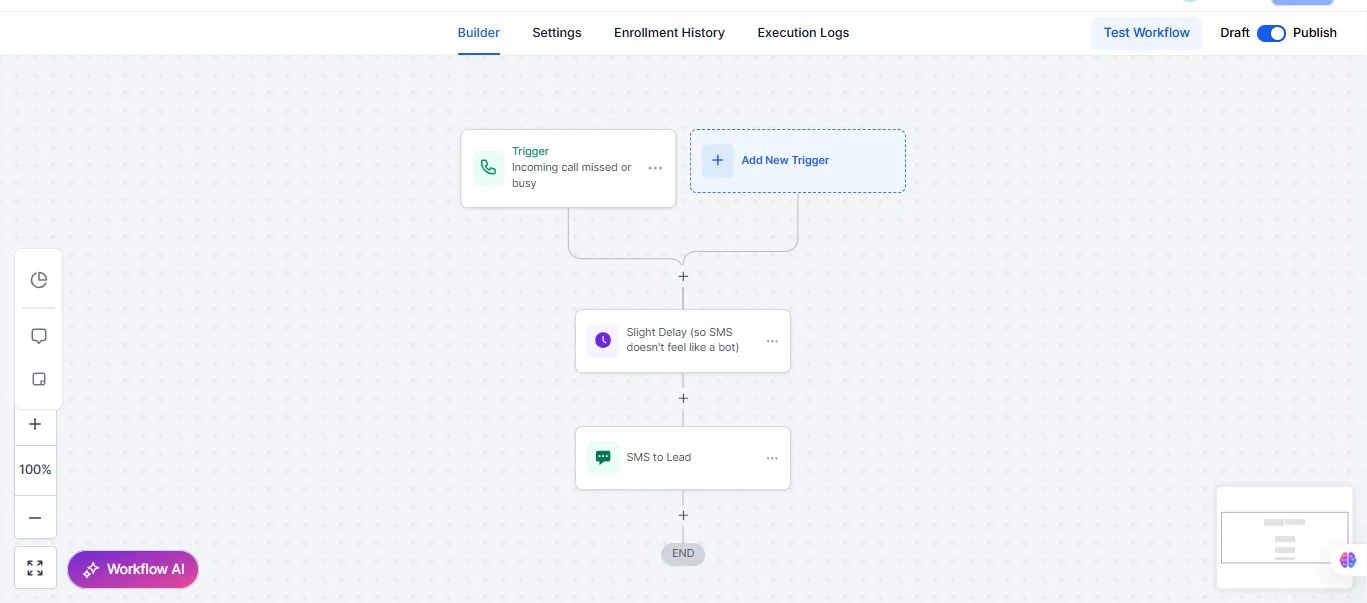 Builder
Settings
Enrollment History
Execution Logs
Test Workflow
Draft
Publish
Trigger
Incoming call missed or
busy
Add New Trigger
Slight Delay (so SMS
doesn't feel like a bot)
SMS to Lead
END
100%
Workflow AI